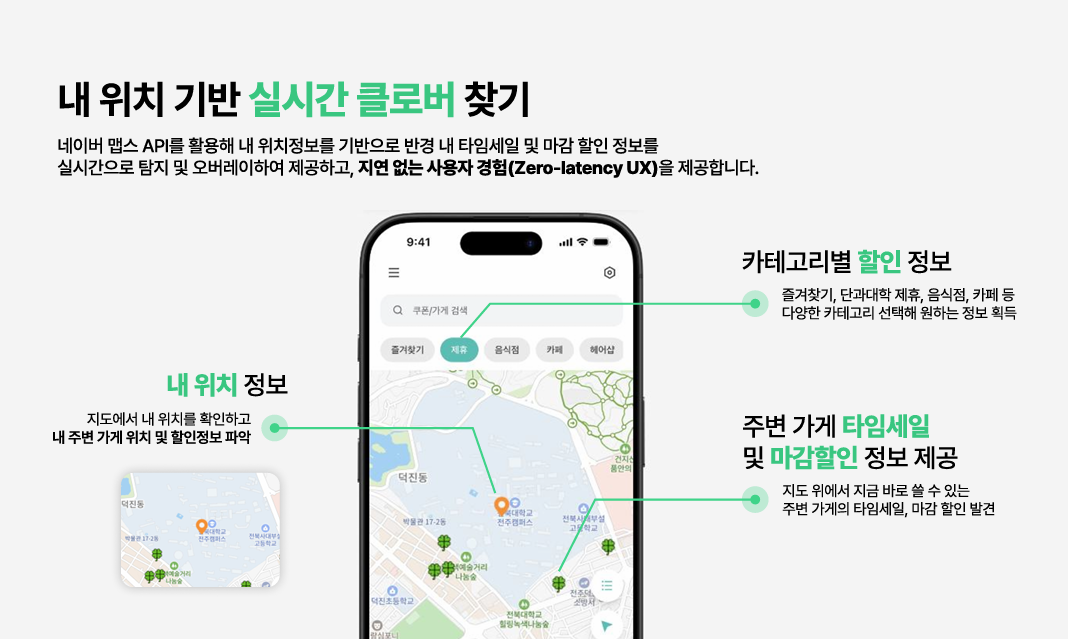 내 위치 기반 실시간 클로버 찾기
네이버 맵스 API를 활용해 내 위치정보를 기반으로 반경 내 타임세일 및 마감 할인 정보를
실시간으로 탐지 및 오버레이하여 제공하고, 지연 없는 사용자 경험(Zero-latency UX)을 제공합니다.
9:41
쿠폰/가게 검색
즐겨찾기 제휴 음식점 카페 헤어샵
카테고리별 할인 정보
즐겨찾기, 단과대학 제휴, 음식점, 카페 등
다양한 카테고리 선택해 원하는 정보 획득
내 위치 정보
지도에서 내 위치를 확인하고
내 주변 가게 위치 및 할인정보 파악
주변 가게 타임세일
및 마감할인 정보 제공
지도 위에서 지금 바로 쓸 수 있는
주변 가게의 타임세일, 마감 할인 발견
건지산
품안의
덕진동
박물관 17-2동
북대학교
전주캠퍼스
전북사대부설
고등학교
예술거리
나눔숲
덕진초등학교
전북대학교
힐링녹색나눔숲
전주덕진
소방서
덕진동
박물관 17-2동
북대학교
전주캠퍼스
전북사대부설
고등학교
예술거리
나눔숲